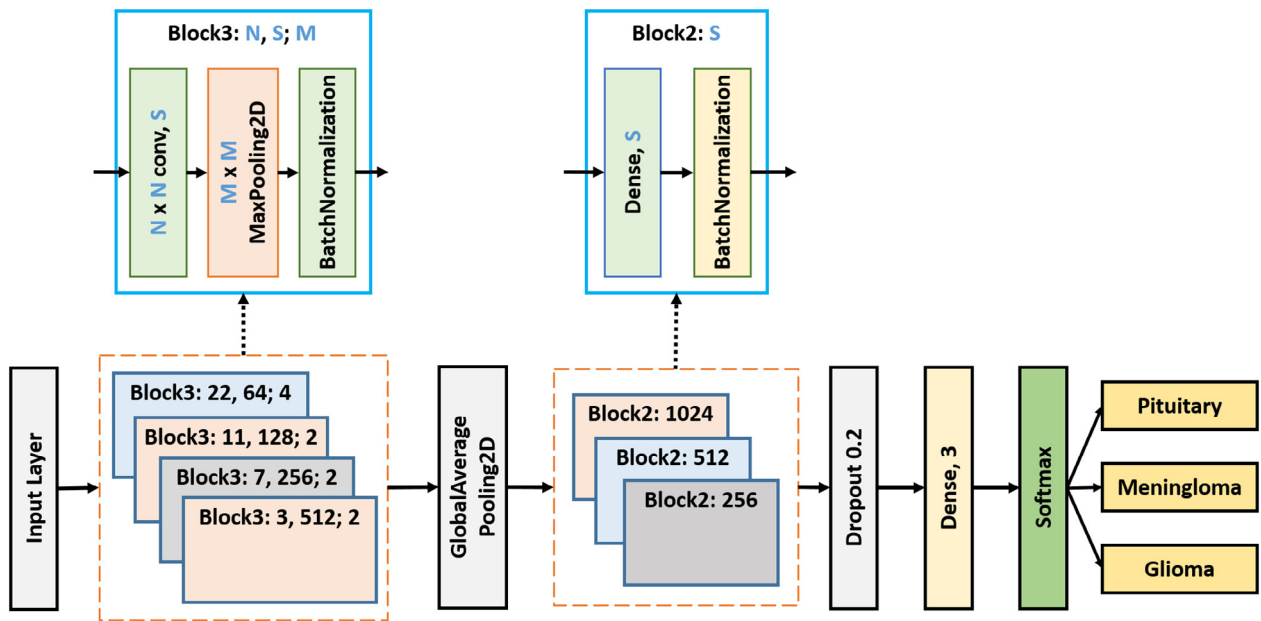 Block3: N, S; M
N x N conv, S
M x M
MaxPooling2D
BatchNormalization
Block2: S
Dense, S
BatchNormalization
Input Layer
Block3: 22, 64; 4
Block3: 11, 128; 2
Block3: 7, 256; 2
Block3: 3, 512; 2
GlobalAverage
Pooling2D
Block2: 1024
Block2: 512
Block2: 256
Dropout 0.2
Dense, 3
Softmax
Pituitary
Meningloma
Glioma